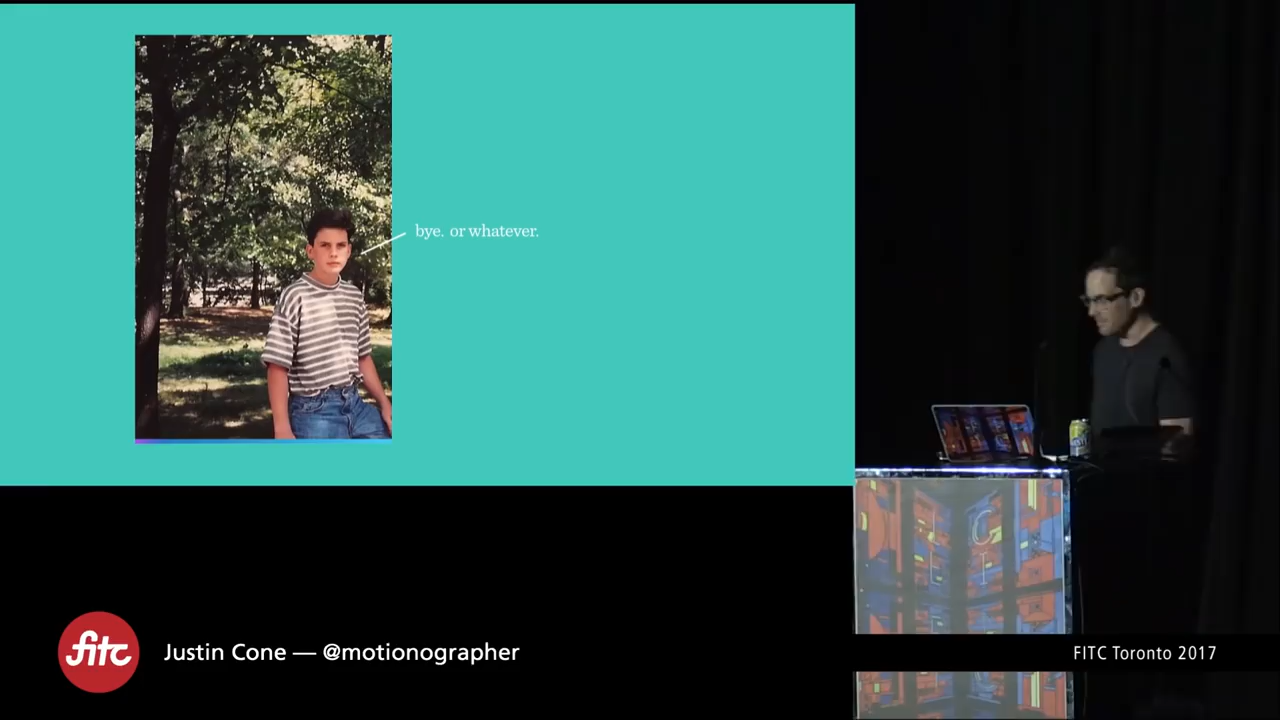 bye. or whatever.
fitc
Justin Cone — @motionographer
FITC Toronto 2017